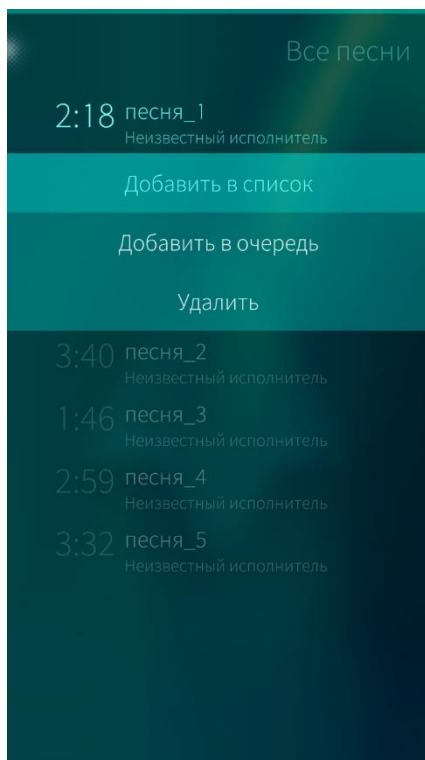 Все песни
2:18 песня_1
Неизвестный исполнитель
Добавить в список
Добавить в очередь
Удалить
3:40 песня_2
Неизвестный исполнитель
1:46 песня_3
Неизвестный исполнитель
2:59 песня_4
Неизвестный исполнитель
3:32 песня_5
Неизвестный исполнитель